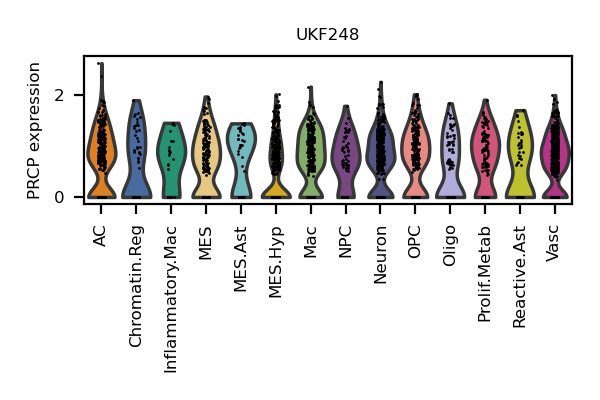 UKF248
PRCP expression
2
0
AC
Chromatin.Reg
Inflammatory.Mac
MES
MES.Ast
MES.Hyp
Mac
NPC
Neuron
OPC
Oligo
Prolif.Metab
Reactive.Ast
Vasc